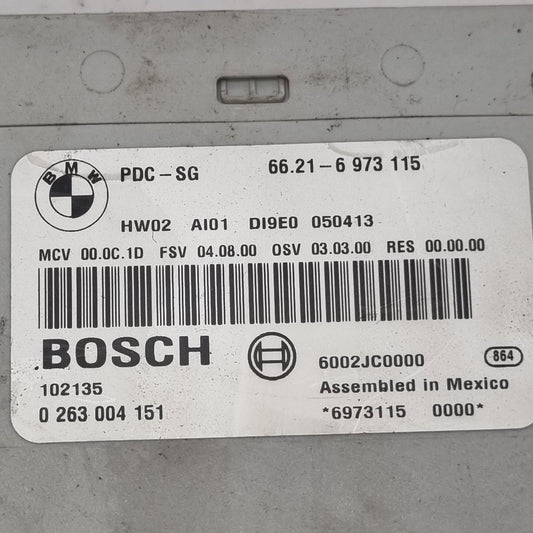 BMW PDC-SG 66.21-6 973 115
HW02 AI01 DI9E0 050413
MCV 00.0C.1D FSV 04.08.00 OSV 03.03.00 RES 00.00.00
BOSCH
6002JC0000 864
102135 Assembled in Mexico
0 263 004 151 *6973115 0000*